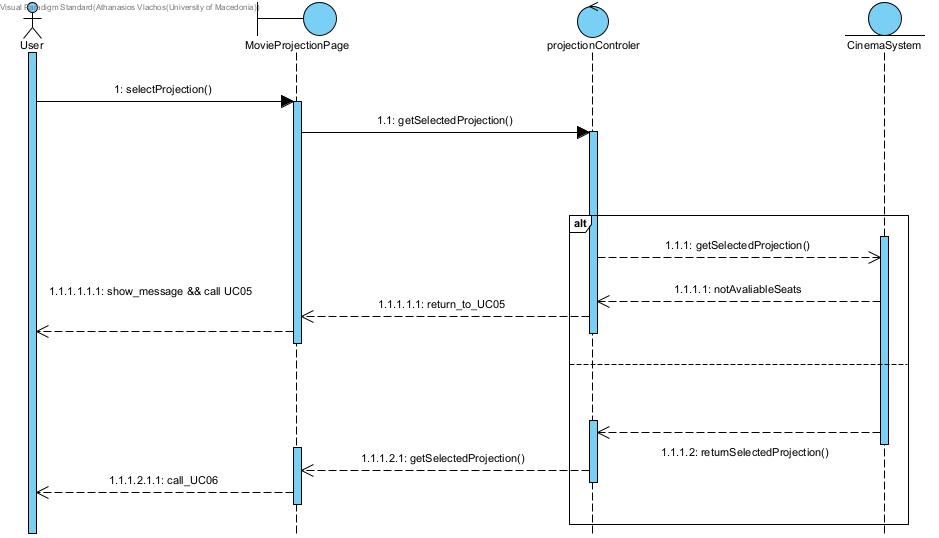 Visual Paradigm Standard(Athanasios Vlachos(University of Macedonia))
User
MovieProjectionPage
projectionControler
CinemaSystem
1: selectProjection()
1.1: getSelectedProjection()
alt
1.1.1: getSelectedProjection()
1.1.1.1: notAvaliableSeats
1.1.1.1.1: return_to_UC05
1.1.1.1.1.1: show_message && call UC05
1.1.1.2: returnSelectedProjection()
1.1.1.2.1: getSelectedProjection()
1.1.1.2.1.1: call_UC06